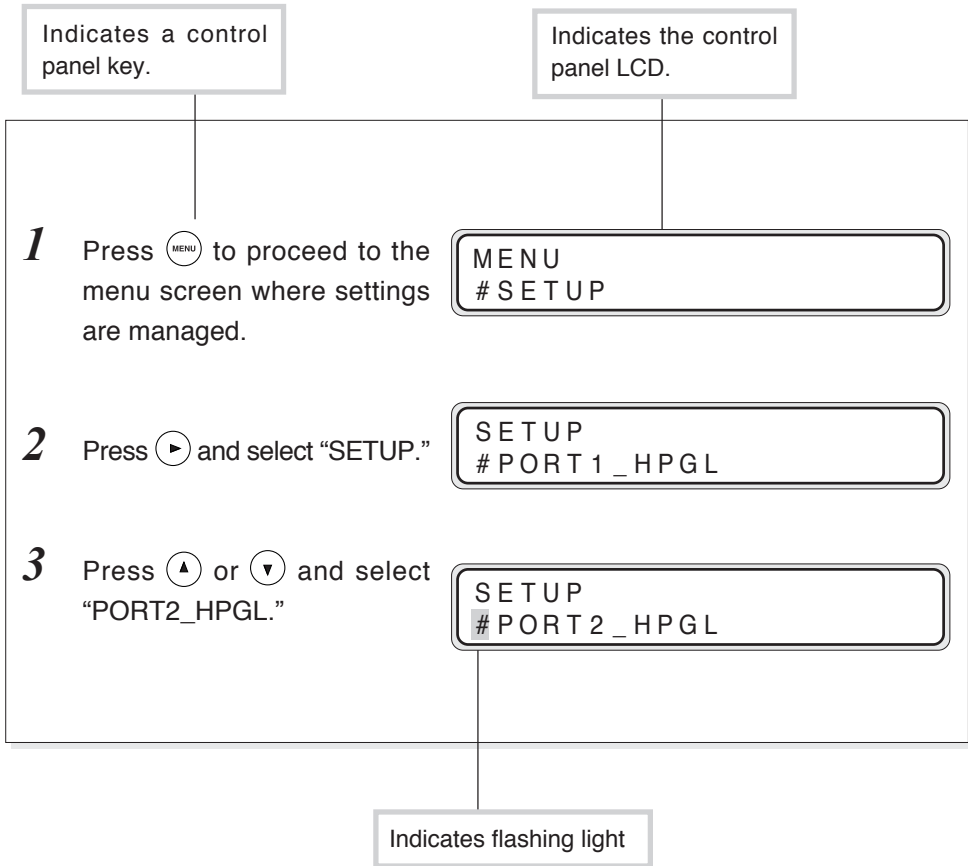 Indicates a control
panel key.
Indicates the control
panel LCD.
1 Press MENU to proceed to the
menu screen where settings
are managed.
MENU
#SETUP
2 Press and select “SETUP.”
SETUP
#PORT1_HPGL
3 Press or and select
“PORT2_HPGL.”
SETUP
#PORT2_HPGL
Indicates flashing light